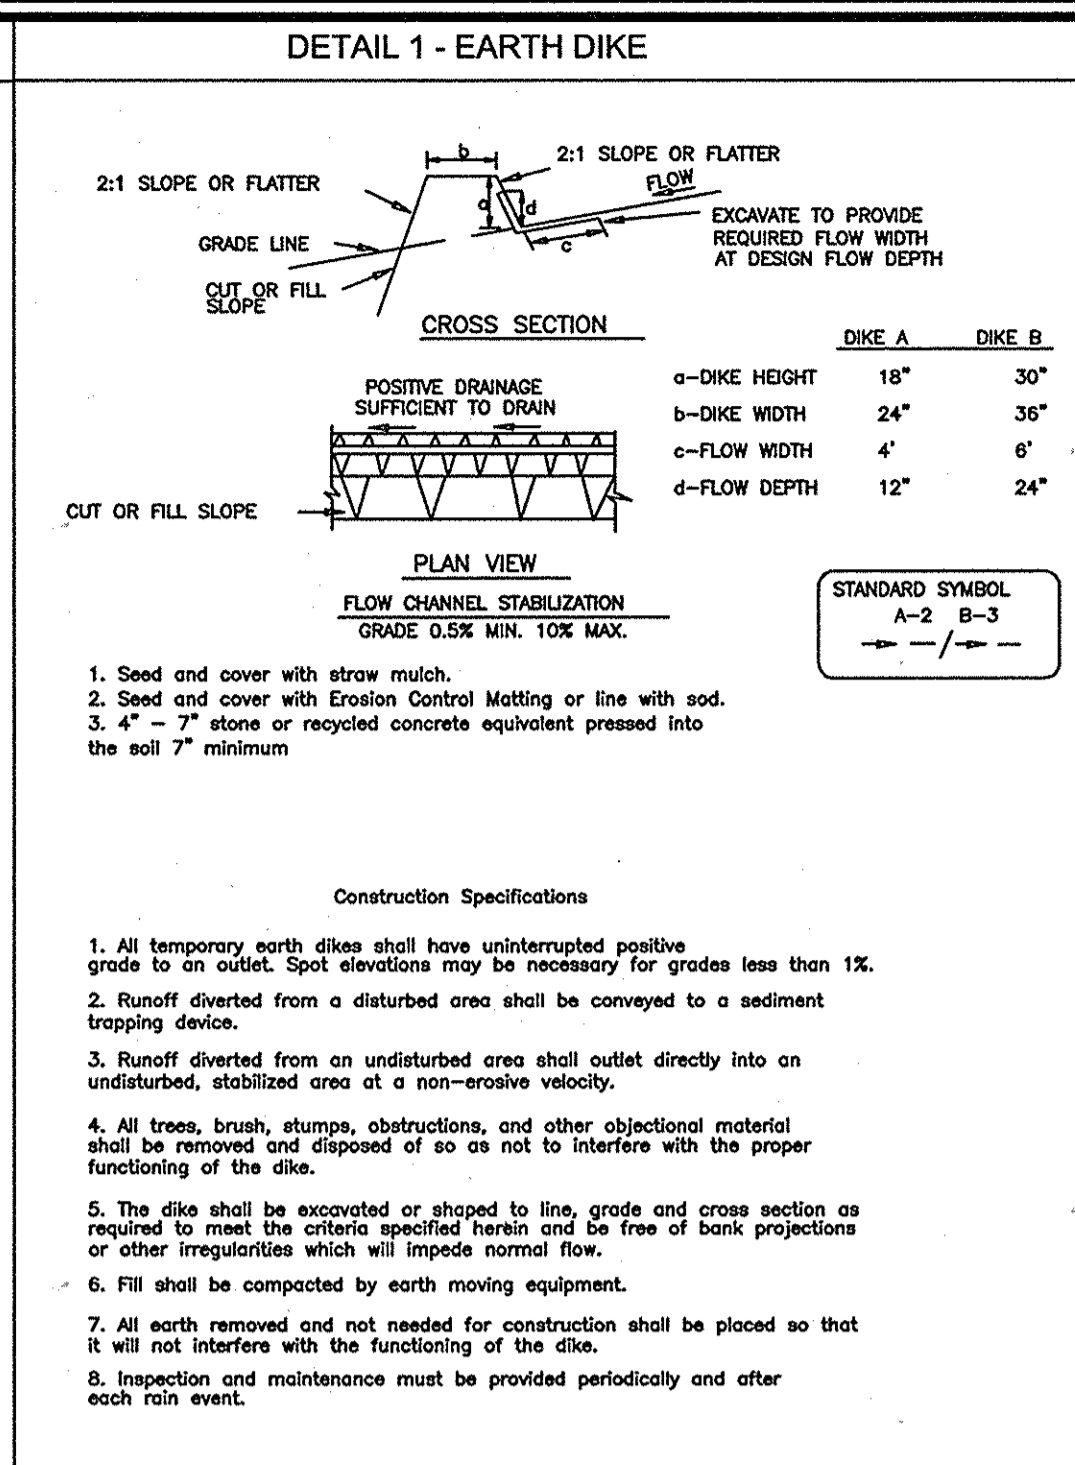 DETAIL 1 - EARTH DIKE
b
2:1 SLOPE OR FLATTER
2:1 SLOPE OR FLATTER
FLOW
a
d
EXCAVATE TO PROVIDE
REQUIRED FLOW WIDTH
AT DESIGN FLOW DEPTH
GRADE LINE
c
CUT OR FILL
SLOPE
CROSS SECTION
DIKE A DIKE B
a-DIKE HEIGHT 18" 30"
b-DIKE WIDTH 24" 36"
c-FLOW WIDTH 4' 6'
d-FLOW DEPTH 12" 24"
POSITIVE DRAINAGE
SUFFICIENT TO DRAIN
CUT OR FILL SLOPE
PLAN VIEW
STANDARD SYMBOL
A-2 B-3
FLOW CHANNEL STABILIZATION
GRADE 0.5% MIN. 10% MAX.
1. Seed and cover with straw mulch.
2. Seed and cover with Erosion Control Matting or line with sod.
3. 4" - 7" stone or recycled concrete equivalent pressed into
the soil 7" minimum
Construction Specifications
1. All temporary earth dikes shall have uninterrupted positive
grade to an outlet. Spot elevations may be necessary for grades less than 1%.
2. Runoff diverted from a disturbed area shall be conveyed to a sediment
trapping device.
3. Runoff diverted from an undisturbed area shall outlet directly into an
undisturbed, stabilized area at a non-erosive velocity.
4. All trees, brush, stumps, obstructions, and other objectional material
shall be removed and disposed of so as not to interfere with the proper
functioning of the dike.
5. The dike shall be excavated or shaped to line, grade and cross section as
required to meet the criteria specified herein and be free of bank projections
or other irregularities which will impede normal flow.
6. Fill shall be compacted by earth moving equipment.
7. All earth removed and not needed for construction shall be placed so that
it will not interfere with the functioning of the dike.
8. Inspection and maintenance must be provided periodically and after
each rain event.